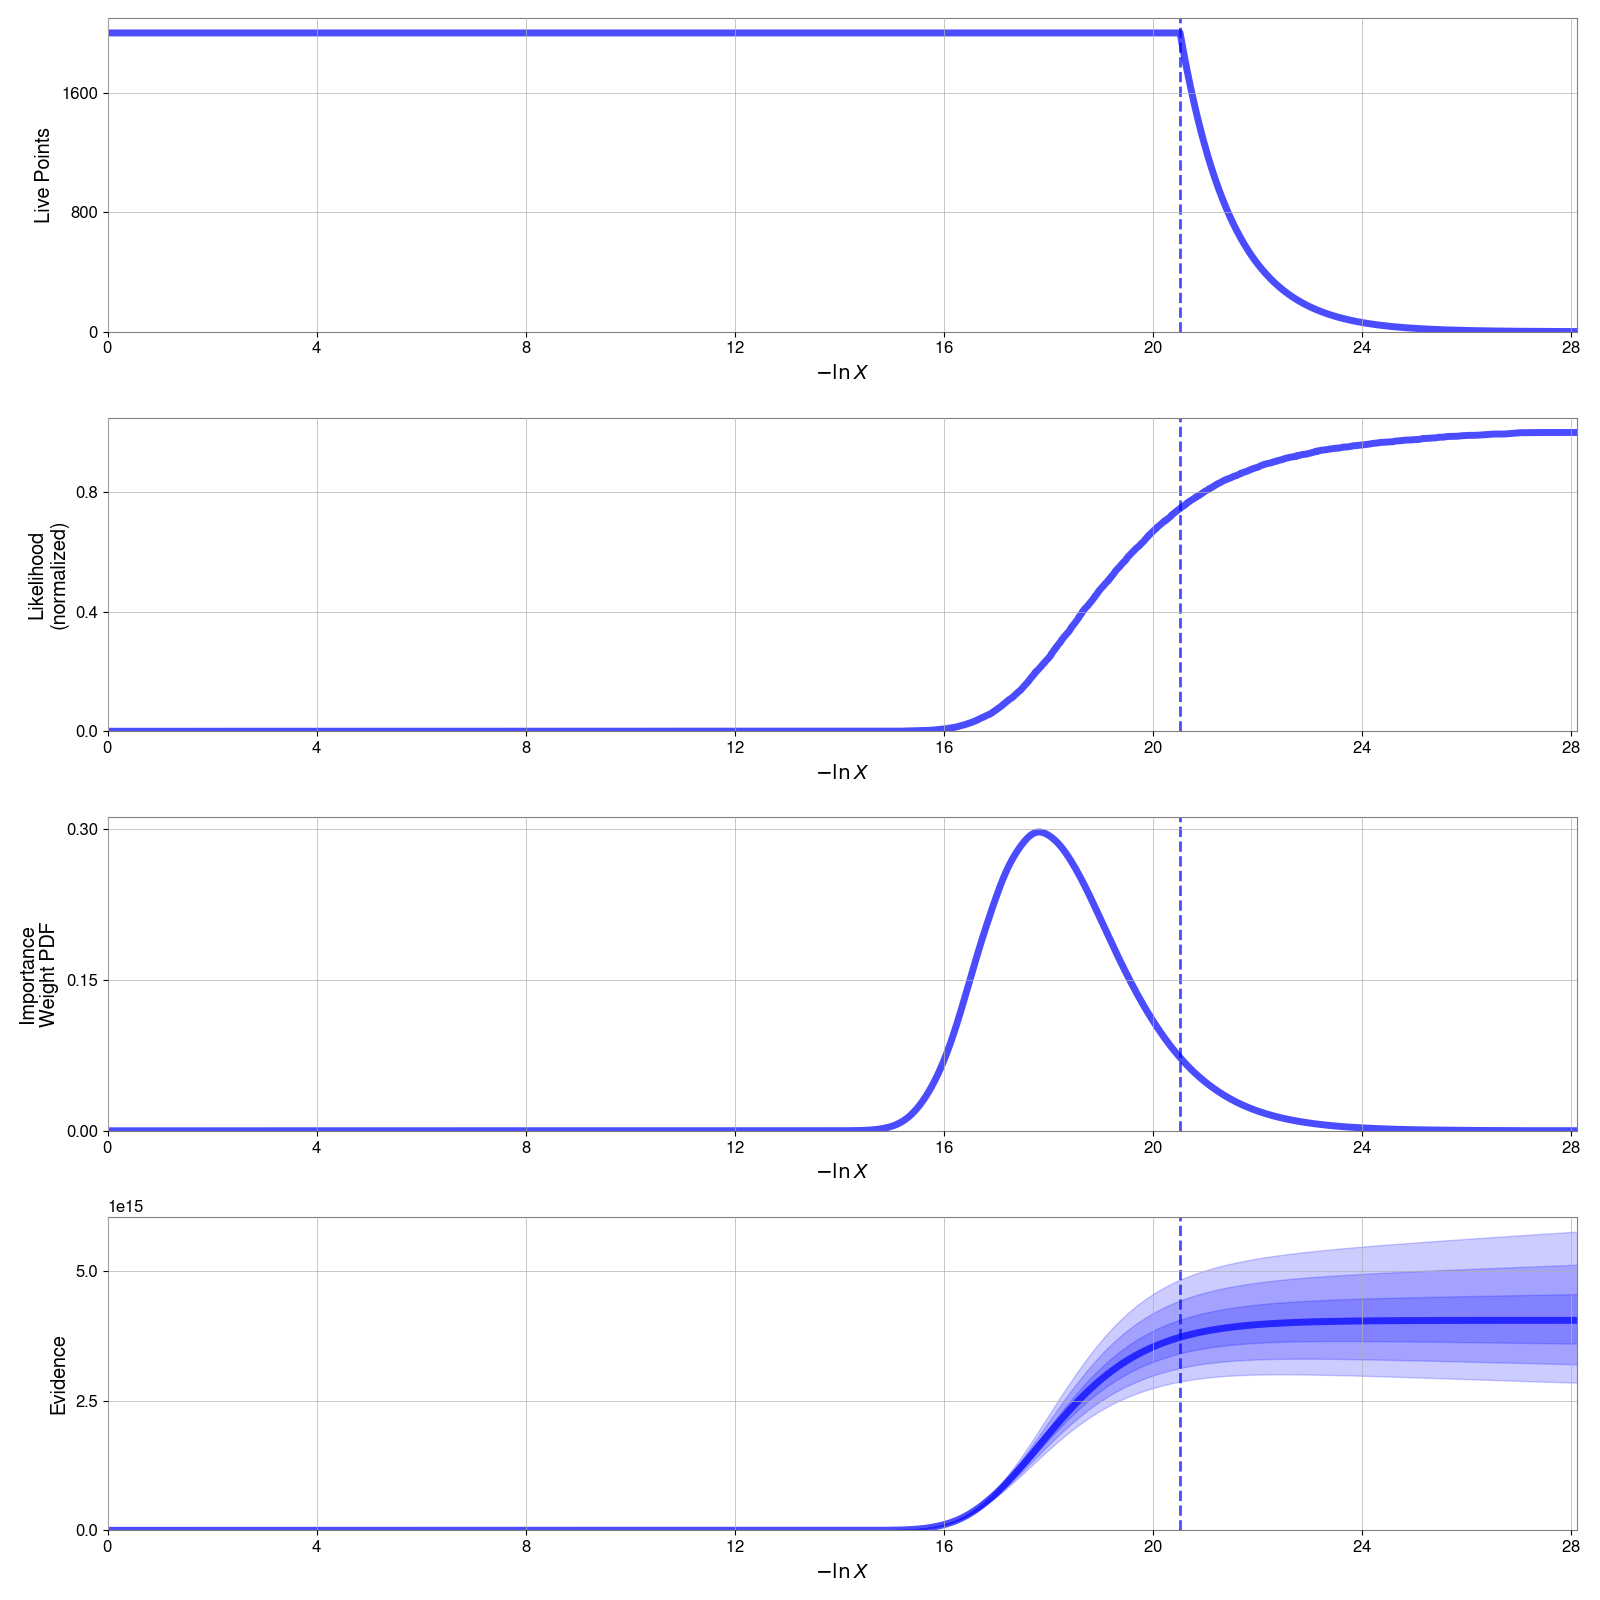 1600
800
0
Live Points
0 4 8 12 16 20 24 28
−ln X
0.8
0.4
0.0
Likelihood
(normalized)
0 4 8 12 16 20 24 28
−ln X
0.30
0.15
0.00
Importance
Weight PDF
0 4 8 12 16 20 24 28
−ln X
1e15
5.0
2.5
0.0
Evidence
0 4 8 12 16 20 24 28
−ln X